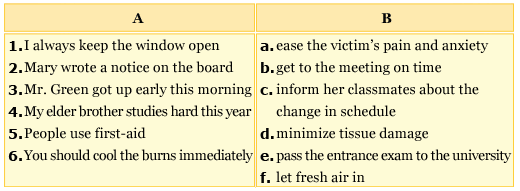 A
B
1. I always keep the window open
2. Mary wrote a notice on the board
3. Mr. Green got up early this morning
4. My elder brother studies hard this year
5. People use first-aid
6. You should cool the burns immediately
a. ease the victim's pain and anxiety
b. get to the meeting on time
c. inform her classmates about the
change in schedule
d. minimize tissue damage
e. pass the entrance exam to the university
f. let fresh air in